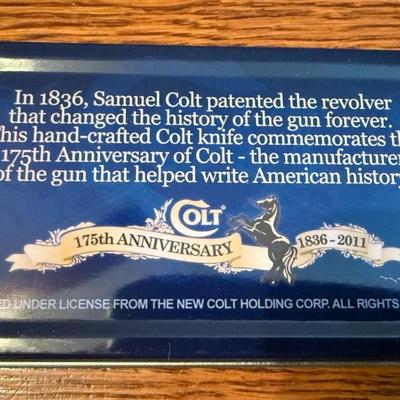 In 1836, Samuel Colt patented the revolver
that changed the history of the gun forever.
This hand-crafted Colt knife commemorates th
175th Anniversary of Colt - the manufacturer
of the gun that helped write American history
COLT
175th ANNIVERSARY 1836-2011
ED UNDER LICENSE FROM THE NEW COLT HOLDING CORP. ALL RIGHTS